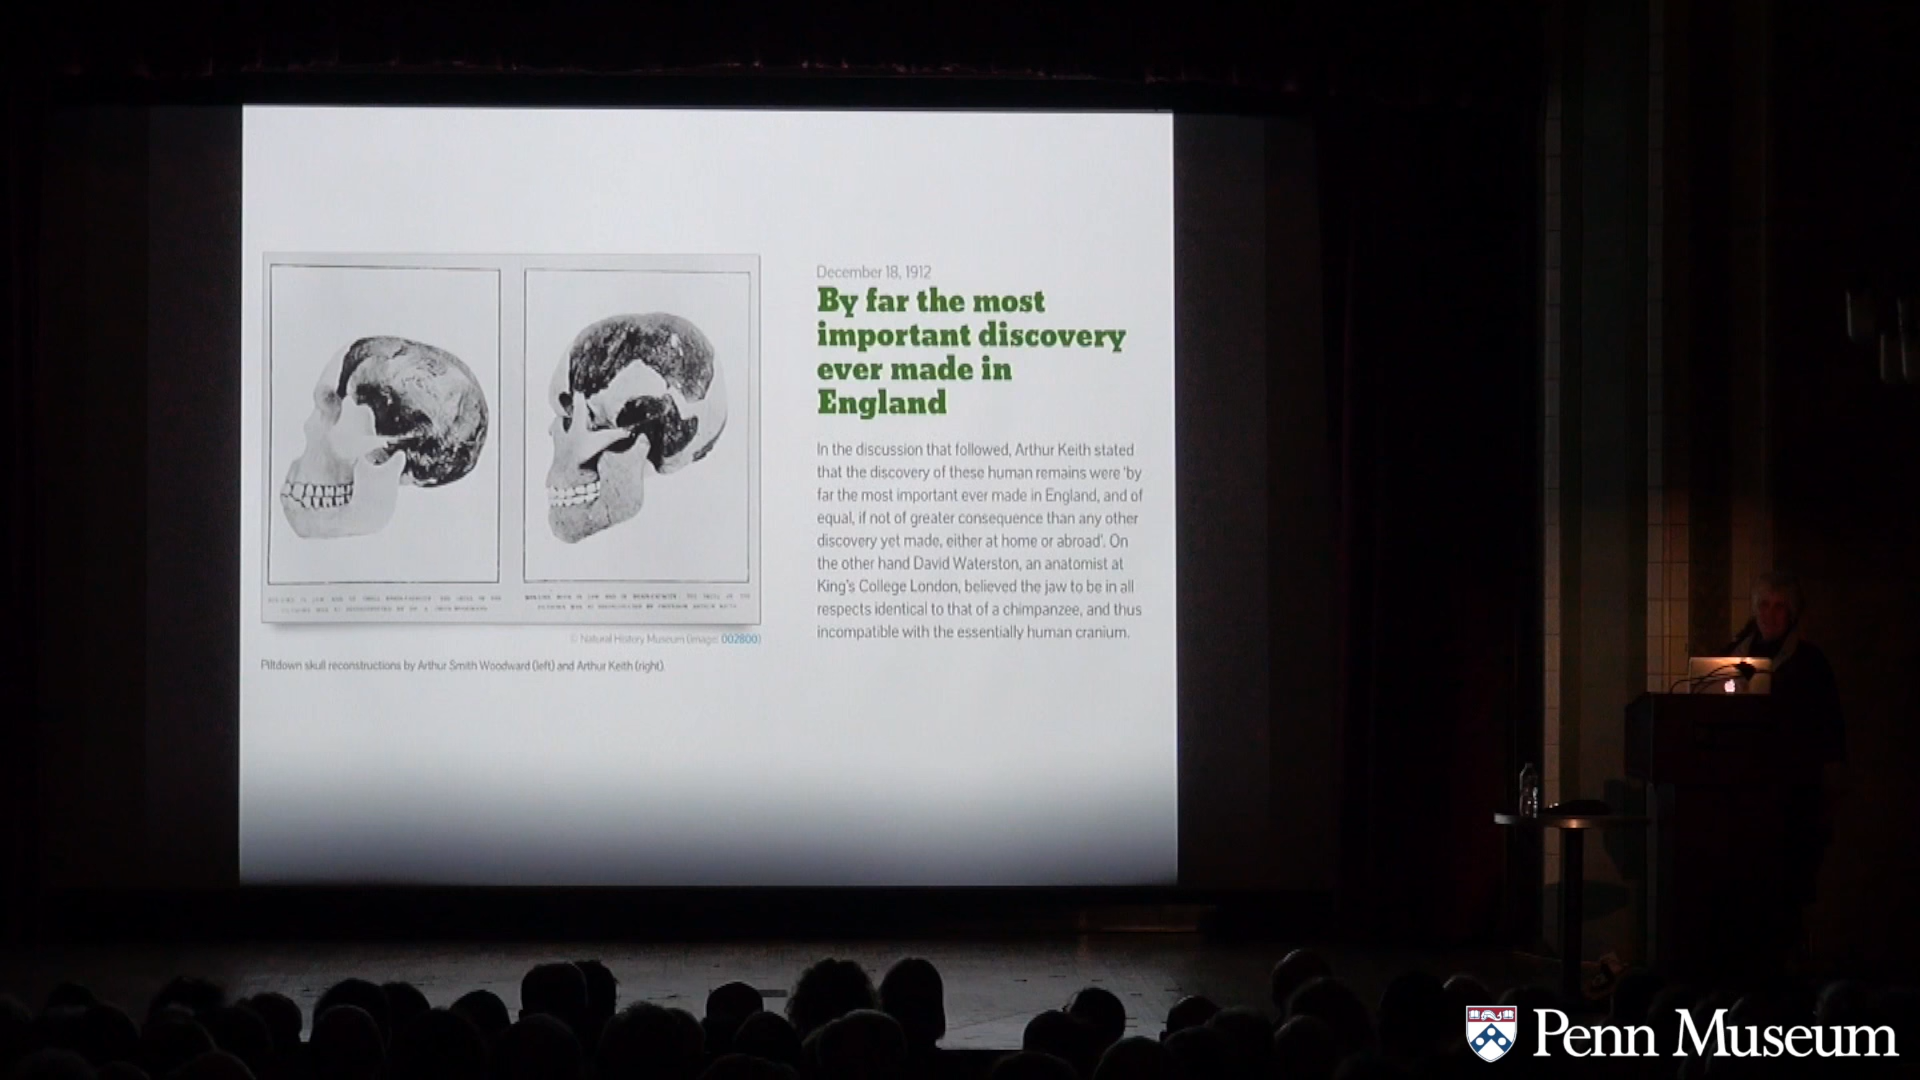 December 18, 1912
By far the most
important discovery
ever made in
England
In the discussion that followed, Arthur Keith stated
that the discovery of these human remains were 'by
far the most important ever made in England, and of
equal, if not of greater consequence than any other
discovery yet made, either at home or abroad'. On
the other hand David Waterston, an anatomist at
King's College London, believed the jaw to be in all
respects identical to that of a chimpanzee, and thus
incompatible with the essentially human cranium.
© Natural History Museum (image: 002800)
Piltdown skull reconstructions by Arthur Smith Woodward (left) and Arthur Keith (right).
Penn Museum